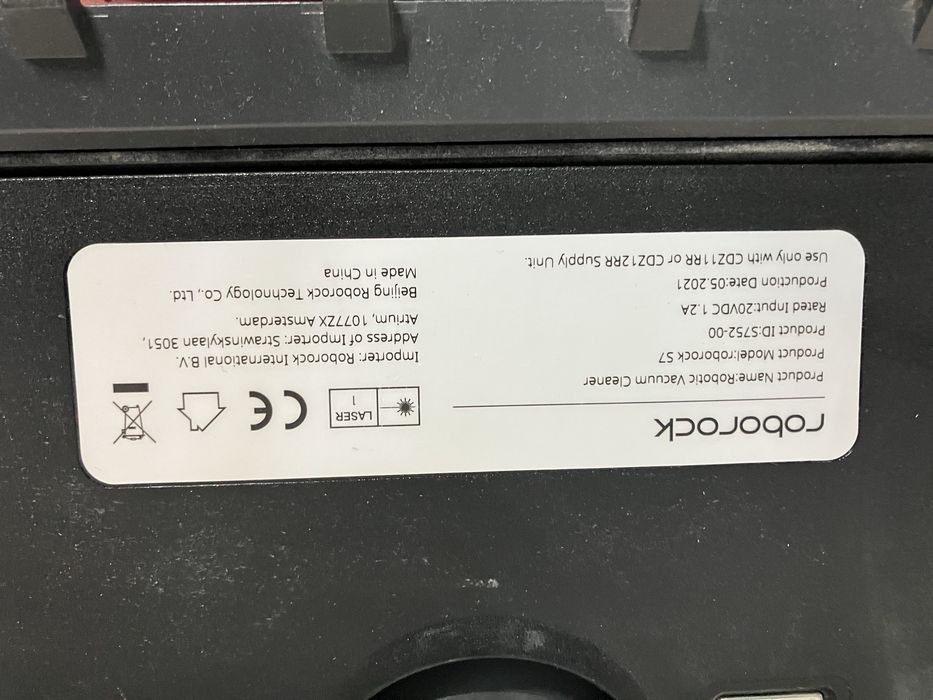 roborock
Product Name:Robotic Vacuum Cleaner
Product Model:roborock S7
Product ID:S752-00
Rated Input:20VDC 1.2A
Production Date:05.2021
Use only with CDZ11RR or CDZ12RR Supply Unit.
LASER
1
CE
Importer: Roborock International B.V.
Address of Importer: Strawinskylaan 3051,
Atrium, 1077ZX Amsterdam.
Beijing Roborock Technology Co., Ltd.
Made in China